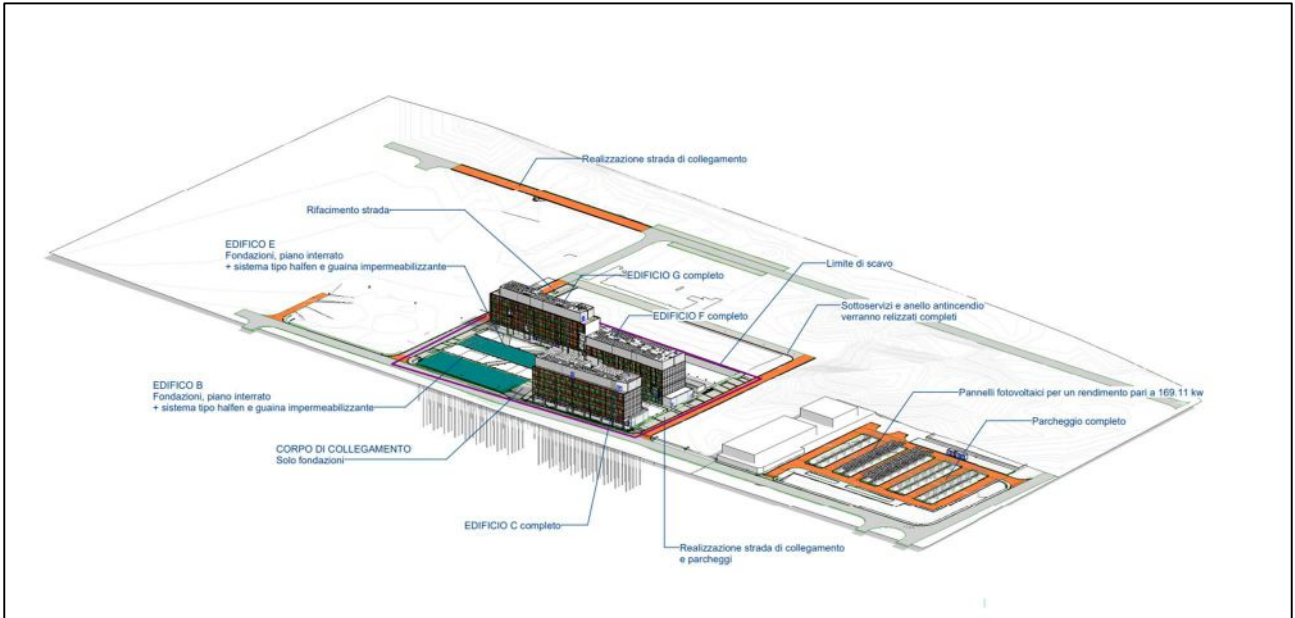 Realizzazione strada di collegamento
Rifacimento strada
EDIFICO E
Fondazioni, piano interrato
+ sistema tipo halfen e guaina impermeabilizzante
Limite di scavo
EDIFICIO G completo
Sottoservizi e anello antincendio
verranno relizzati completi
EDIFICIO F completo
EDIFICO B
Fondazioni, piano interrato
+ sistema tipo halfen e guaina impermeabilizzante
Pannelli fotovoltaici per un rendimento pari a 169.11 kw
Parcheggio completo
CORPO DI COLLEGAMENTO
Solo fondazioni
EDIFICIO C completo
Realizzazione strada di collegamento
e parcheggi